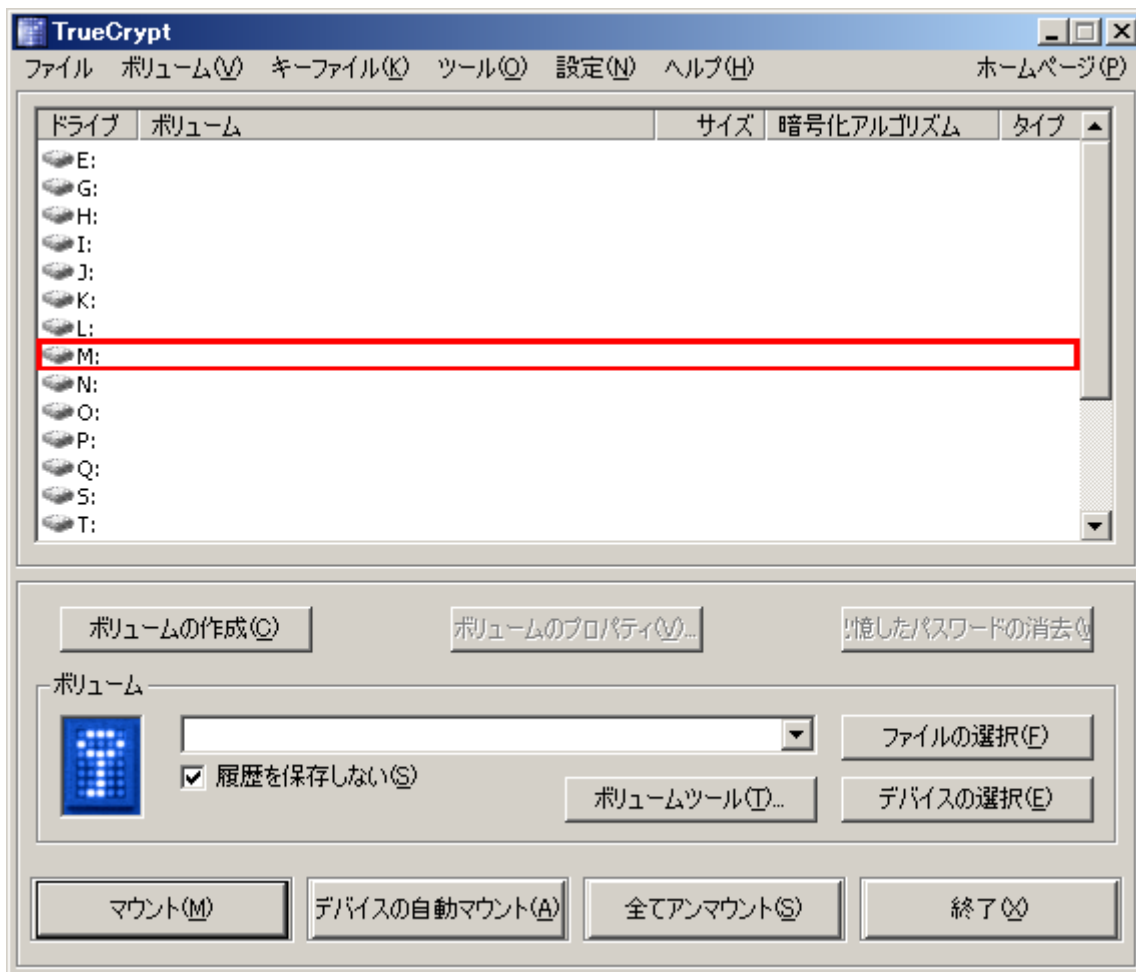 TrueCrypt
ファイル ボリューム(V) キーファイル(K) ツール(O) 設定(N) ヘルプ(H) ホームページ(P)
ドライブ ボリューム サイズ 暗号化アルゴリズム タイプ
E:
G:
H:
I:
J:
K:
L:
M:
N:
O:
P:
Q:
S:
T:
ボリュームの作成(C) ボリュームのプロパティ(V)... 憶したパスワードの消去(W
ボリューム
ファイルの選択(F)
履歴を保存しない(S)
ボリュームツール(T)... デバイスの選択(E)
マウント(M) デバイスの自動マウント(A) 全てアンマウント(S) 終了(X)